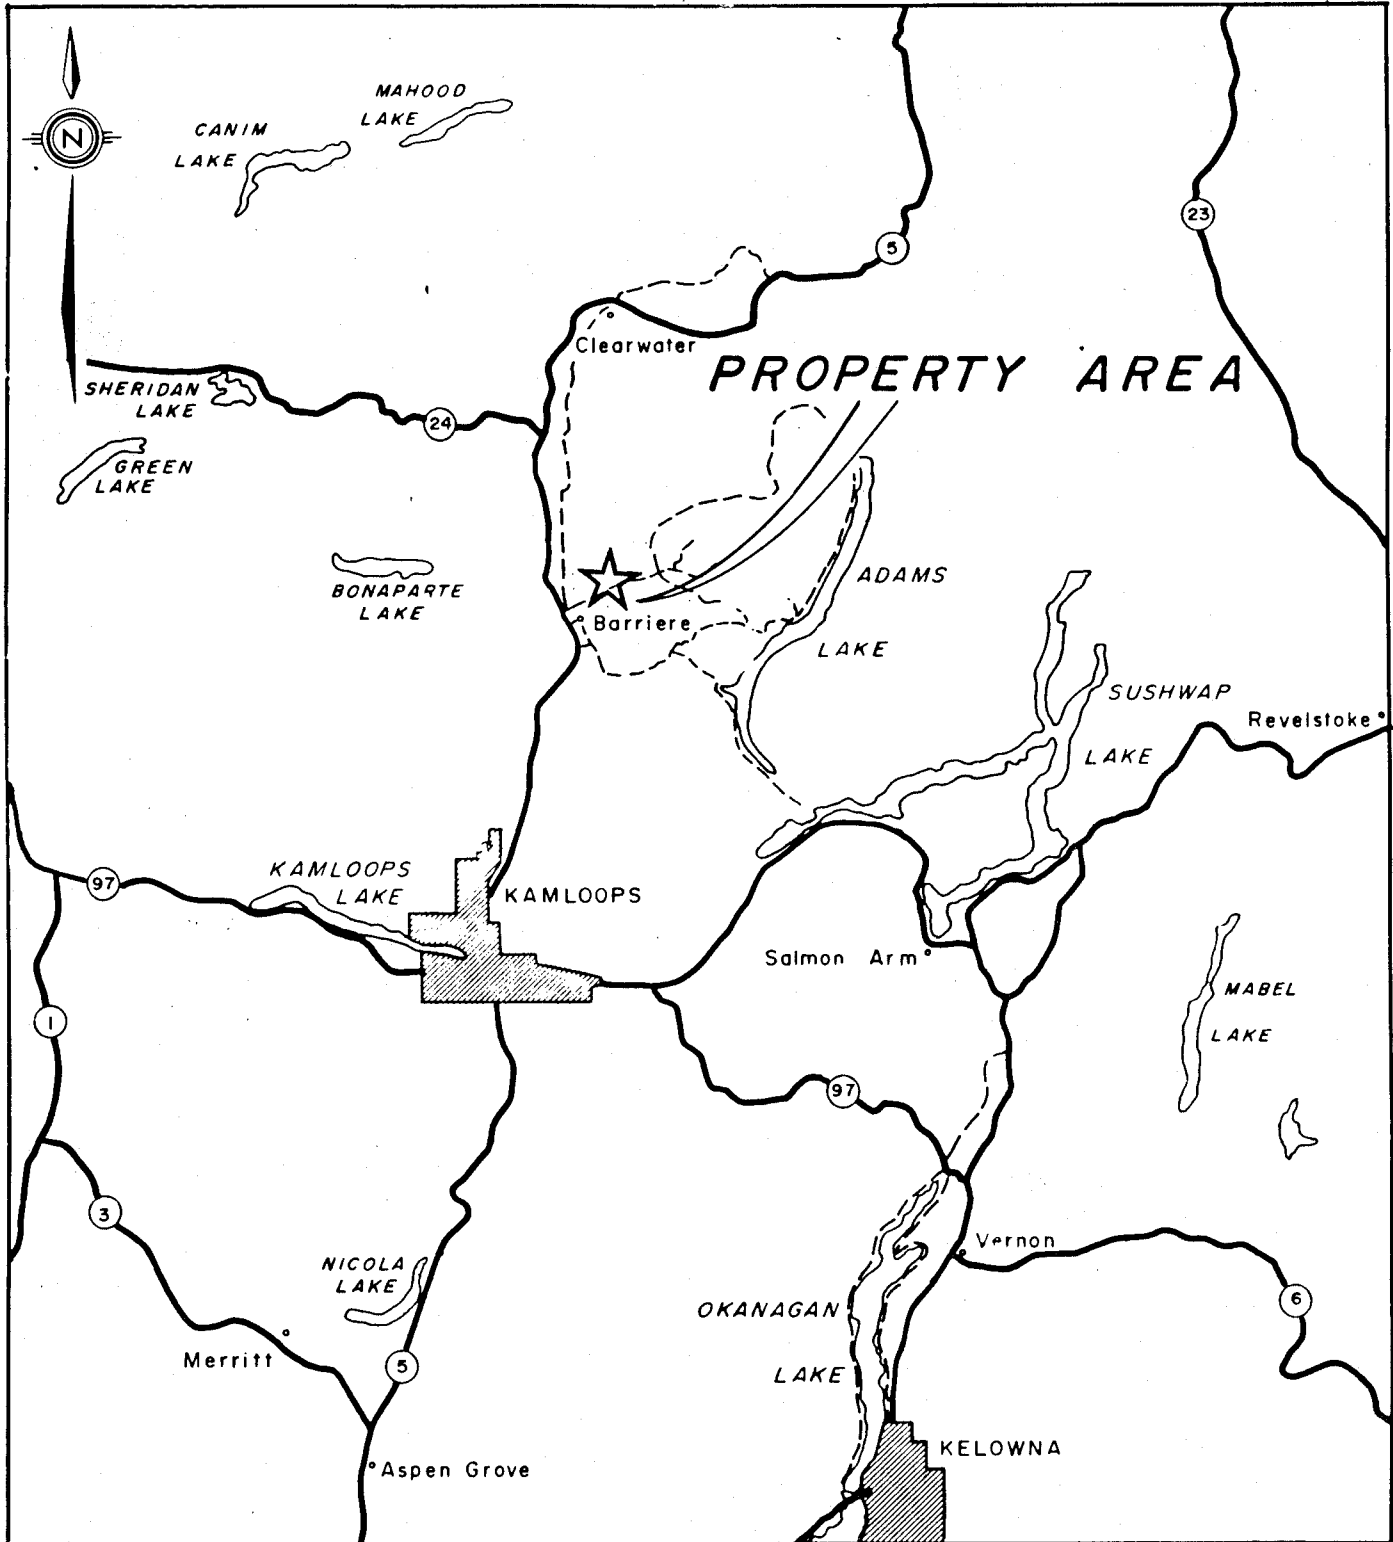 MAHOOD
LAKE
CANIM
LAKE
N
23
5
Clearwater
PROPERTY AREA
SHERIDAN
LAKE
24
GREEN
LAKE
BONAPARTE
LAKE
ADAMS
LAKE
Barriere
SUSHWAP
LAKE
Revelstoke
KAMLOOPS
LAKE
97
KAMLOOPS
Salmon Arm
MABEL
LAKE
1
97
3
Vernon
NICOLA
LAKE
OKANAGAN
LAKE
6
Merritt
5
KELOWNA
Aspen Grove